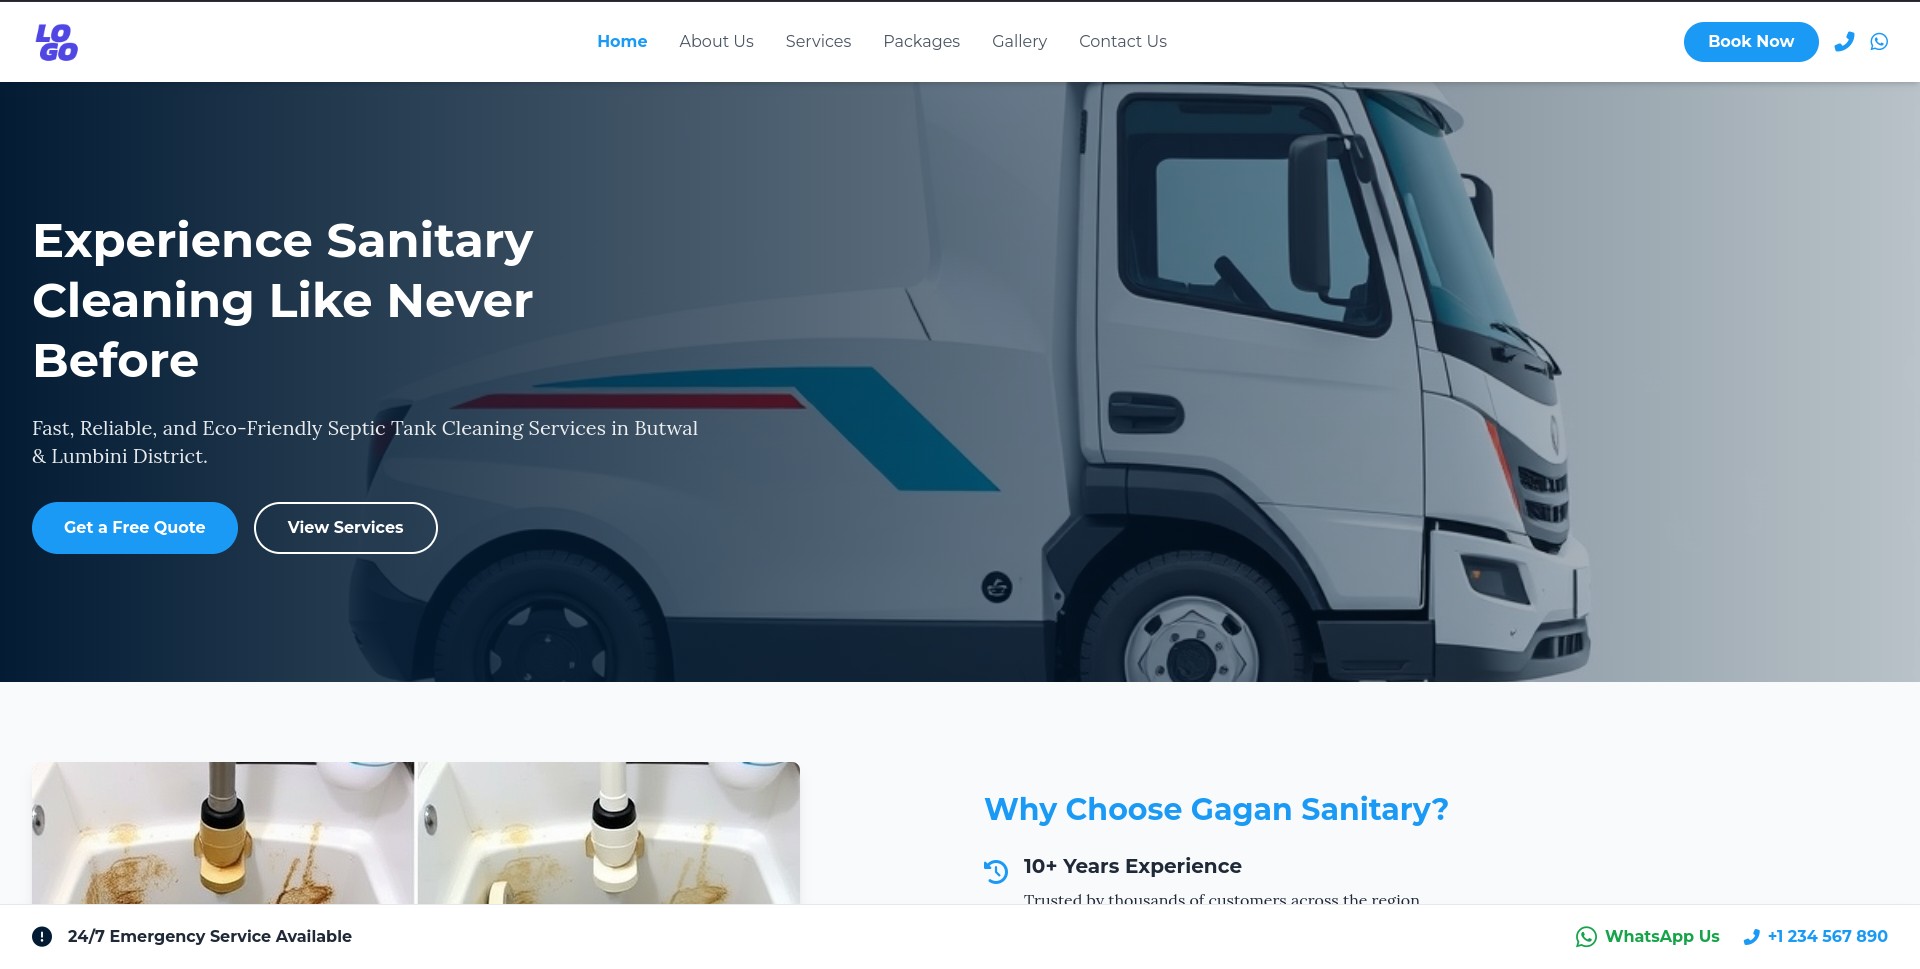 LO
GO
Home About Us Services Packages Gallery Contact Us
Book Now
Experience Sanitary
Cleaning Like Never
Before
Fast, Reliable, and Eco-Friendly Septic Tank Cleaning Services in Butwal
& Lumbini District.
Get a Free Quote View Services
Why Choose Gagan Sanitary?
10+ Years Experience
Trusted by thousands of customers across the region
24/7 Emergency Service Available
WhatsApp Us +1 234 567 890